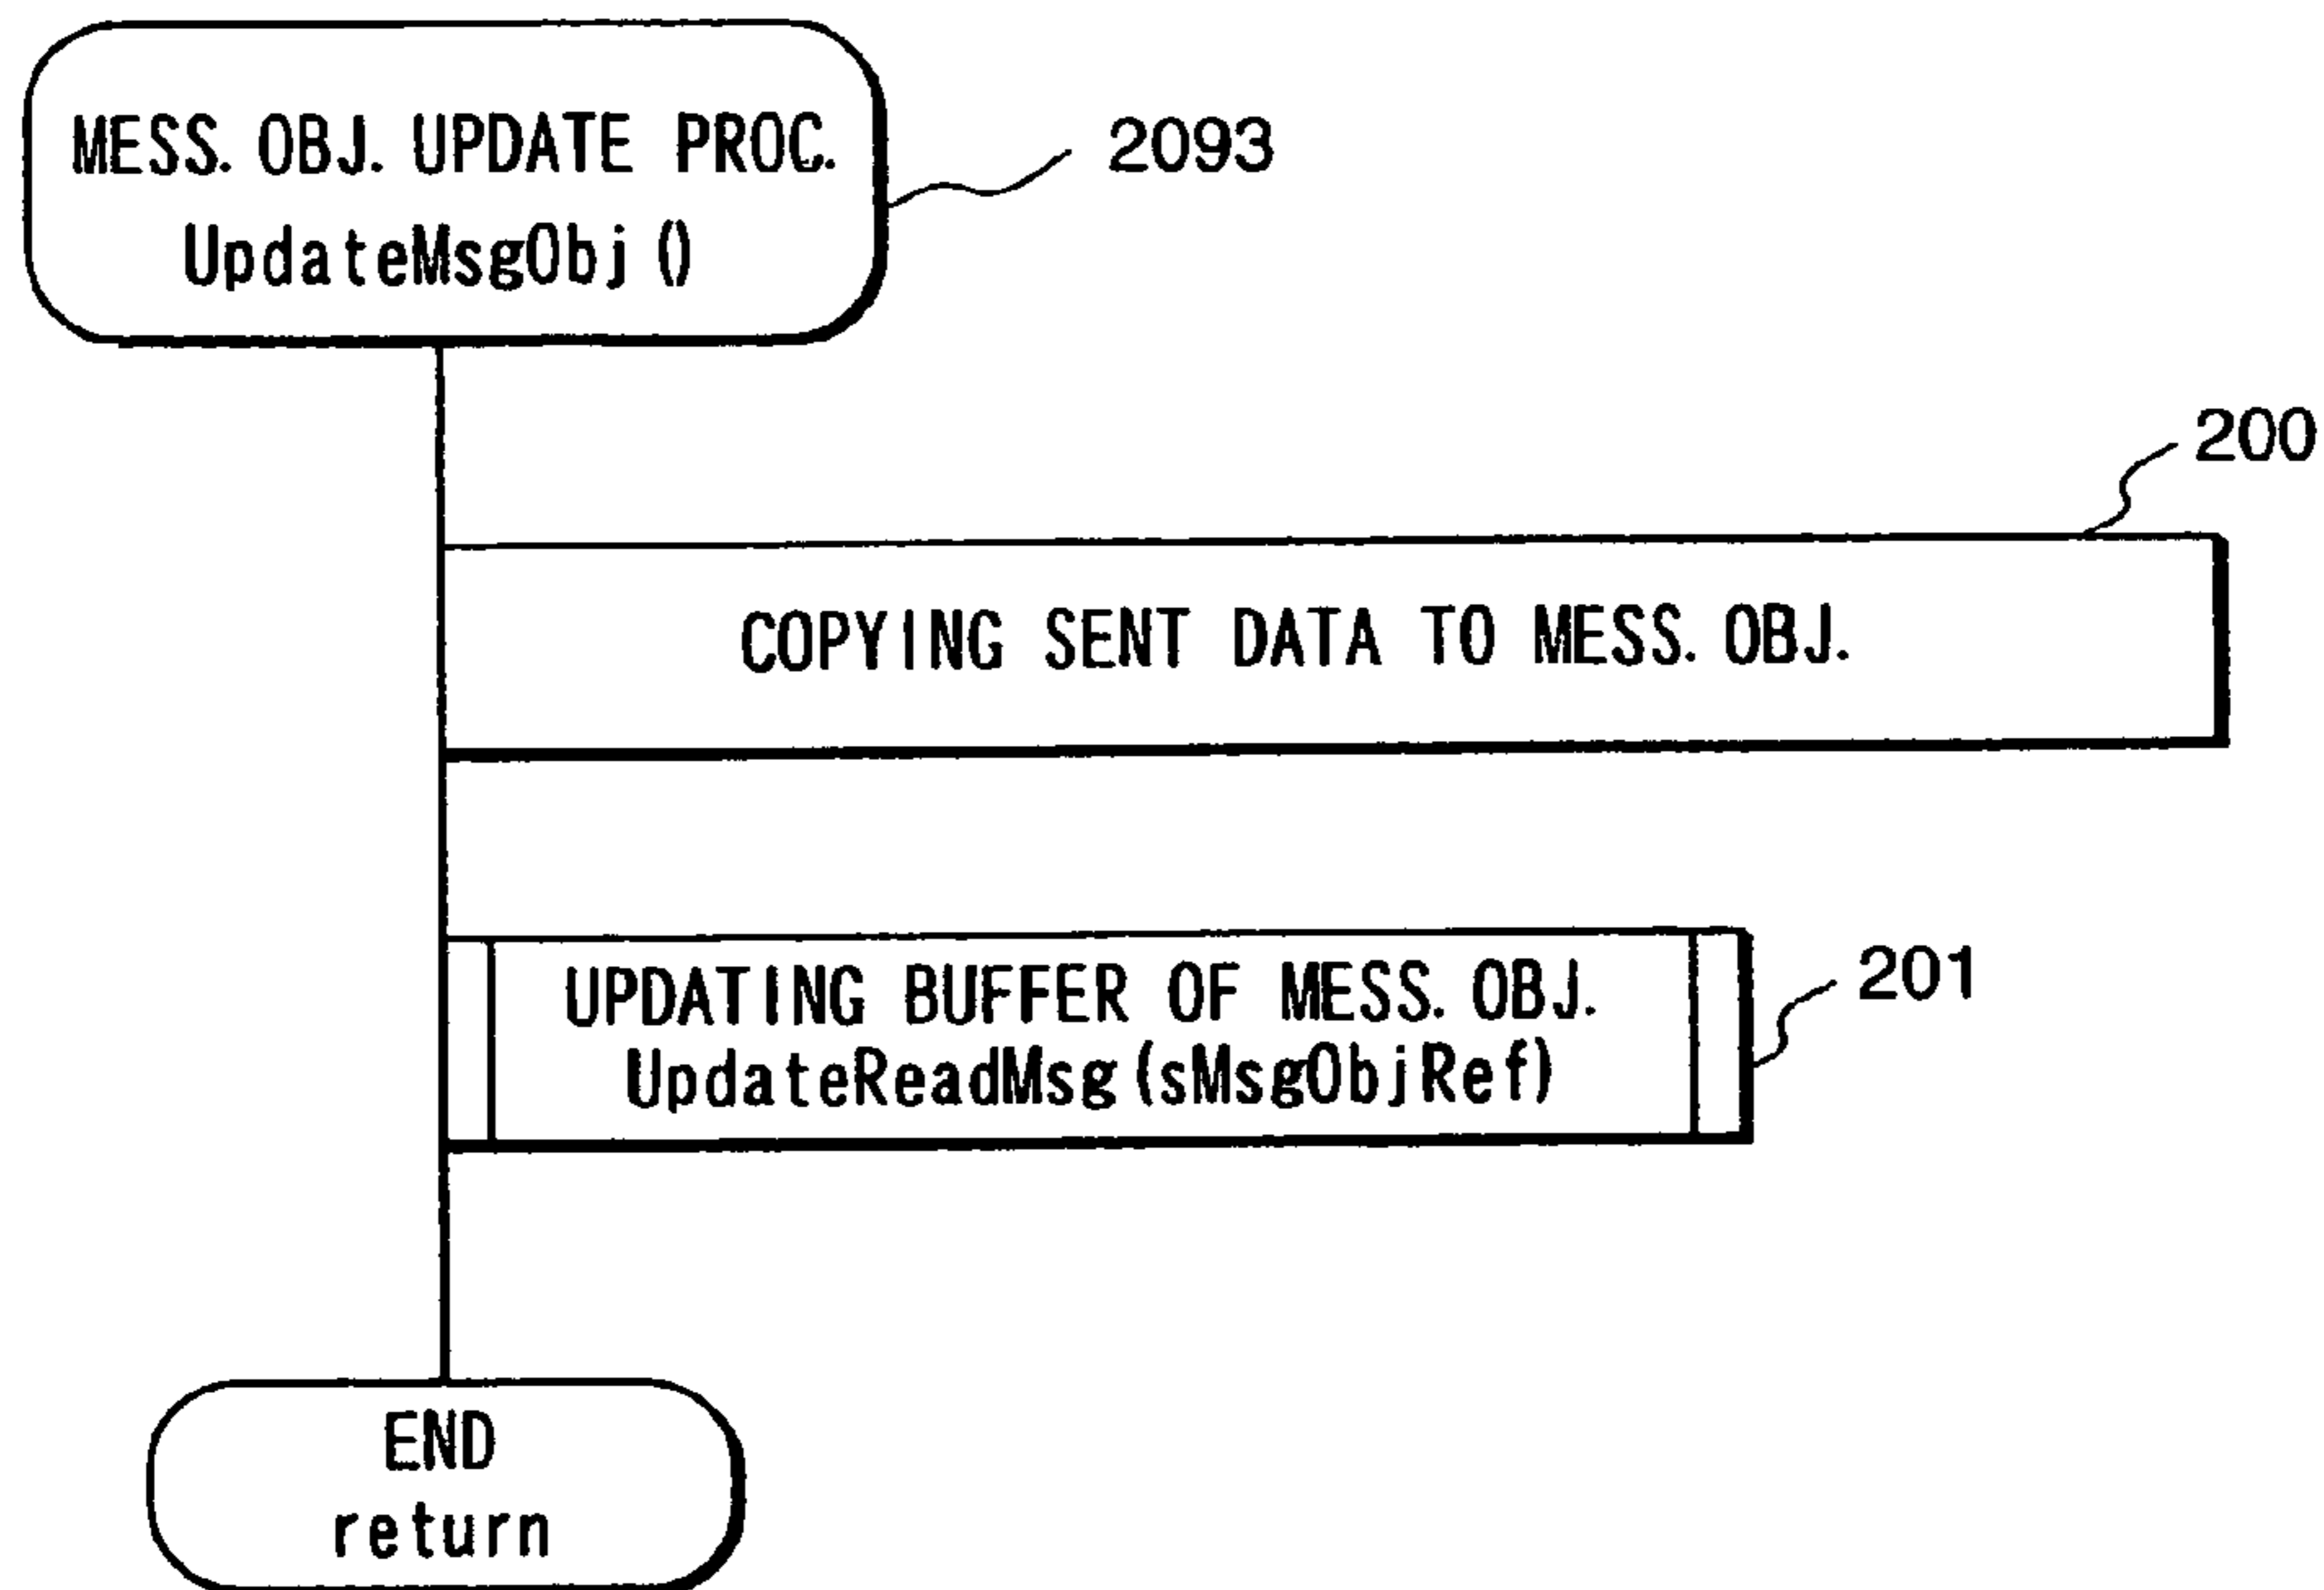 MESS. OBJ. UPDATE PROC.
UpdateMsgObj ()
2093
200
COPYING SENT DATA TO MESS. OBJ.
UPDATING BUFFER OF MESS. OBJ.
UpdateReadMsg (sMsgObjRef)
201
END
return